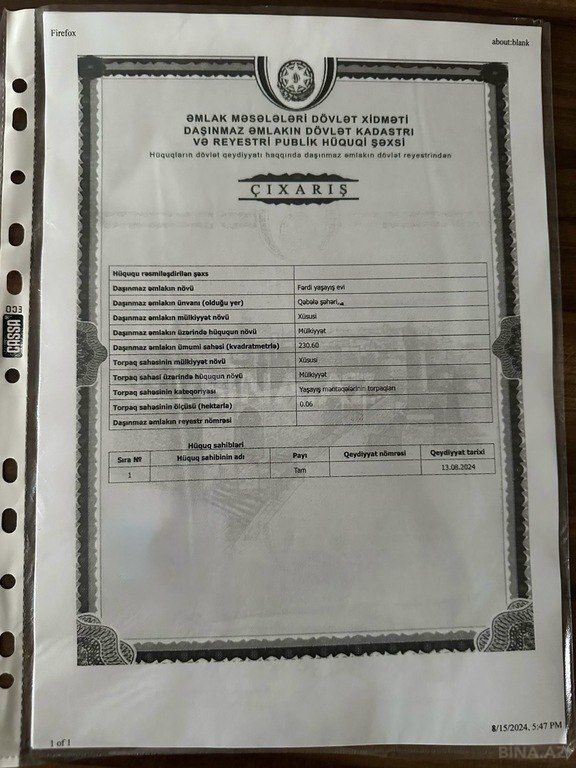 Firefox
about:blank
ƏMLAK MƏSƏLƏLƏRİ DÖVLƏT XİDMƏTİ
DAŞINMAZ ƏMLAKIN DÖVLƏT KADASTRI
VƏ REYESTRİ PUBLİK HÜQUQİ ŞƏXSİ
Hüquqların dövlət qeydiyyatı haqqında daşınmaz əmlakın dövlət reyestrindən
ÇIXARIŞ
Hüququ rəsmiləşdirilən şəxs
Daşınmaz əmlakın növü Fərdi yaşayış evi
Daşınmaz əmlakın ünvanı (olduğu yer) Qəbələ şəhəri,
Daşınmaz əmlakın mülkiyyət növü Xüsusi
Daşınmaz əmlakın üzərində hüququn növü Mülkiyyət
Daşınmaz əmlakın ümumi sahəsi (kvadratmetrlə) 230.60
Torpaq sahəsinin mülkiyyət növü Xüsusi
Torpaq sahəsi üzərində hüququn növü Mülkiyyət
Torpaq sahəsinin kateqoriyası Yaşayış məntəqələrinin torpaqları
Torpaq sahəsinin ölçüsü (hektarla) 0.06
Daşınmaz əmlakın reyestr nömrəsi
Hüquq sahibləri
Sıra № Hüquq sahibinin adı Payı Qeydiyyat nömrəsi Qeydiyyat tarixi
1 Tam 13.08.2024
ECO
CASSA
1 of 1
8/15/2024, 5:47 PM
BINA.AZ